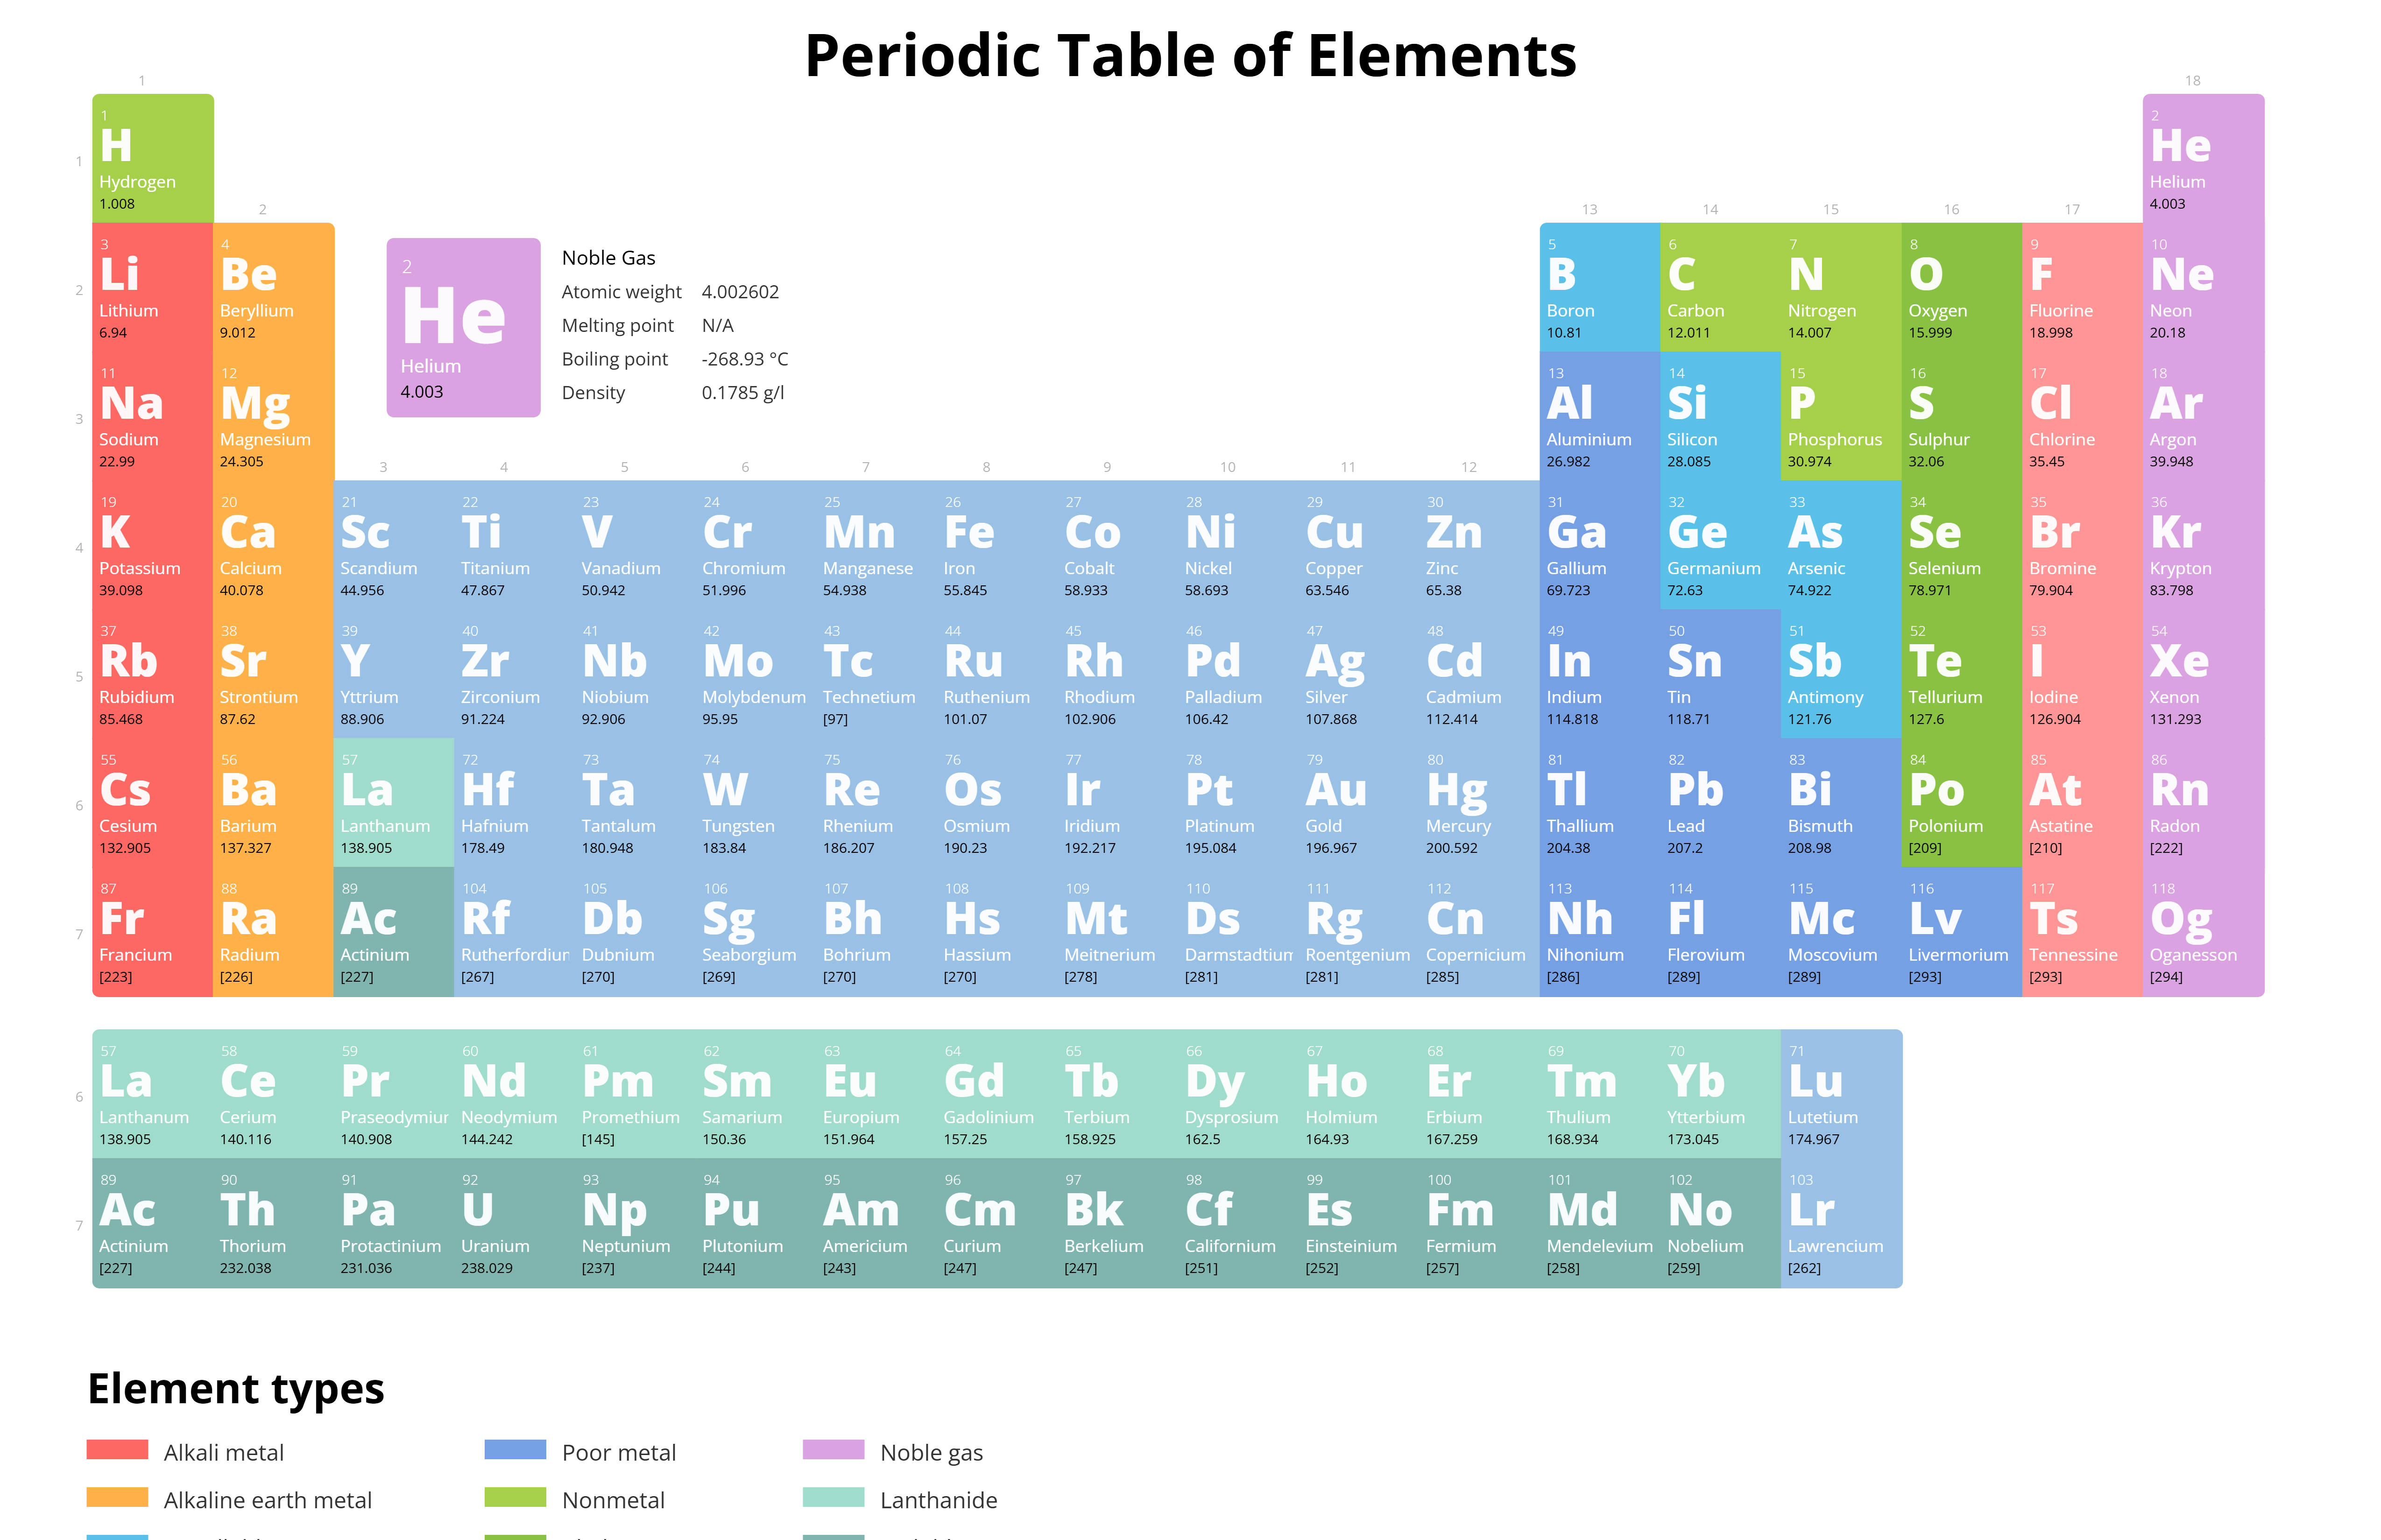 Periodic Table of Elements
1 18
1 H Hydrogen 1.008
2 He Helium 4.003
1
2 13 14 15 16 17
3 Li Lithium 6.94
4 Be Beryllium 9.012
5 B Boron 10.81
6 C Carbon 12.011
7 N Nitrogen 14.007
8 O Oxygen 15.999
9 F Fluorine 18.998
10 Ne Neon 20.18
2
2 He Helium 4.003
Noble Gas
Atomic weight 4.002602
Melting point N/A
Boiling point -268.93 °C
Density 0.1785 g/l
11 Na Sodium 22.99
12 Mg Magnesium 24.305
13 Al Aluminium 26.982
14 Si Silicon 28.085
15 P Phosphorus 30.974
16 S Sulphur 32.06
17 Cl Chlorine 35.45
18 Ar Argon 39.948
3
3 4 5 6 7 8 9 10 11 12
19 K Potassium 39.098
20 Ca Calcium 40.078
21 Sc Scandium 44.956
22 Ti Titanium 47.867
23 V Vanadium 50.942
24 Cr Chromium 51.996
25 Mn Manganese 54.938
26 Fe Iron 55.845
27 Co Cobalt 58.933
28 Ni Nickel 58.693
29 Cu Copper 63.546
30 Zn Zinc 65.38
31 Ga Gallium 69.723
32 Ge Germanium 72.63
33 As Arsenic 74.922
34 Se Selenium 78.971
35 Br Bromine 79.904
36 Kr Krypton 83.798
4
37 Rb Rubidium 85.468
38 Sr Strontium 87.62
39 Y Yttrium 88.906
40 Zr Zirconium 91.224
41 Nb Niobium 92.906
42 Mo Molybdenum 95.95
43 Tc Technetium [97]
44 Ru Ruthenium 101.07
45 Rh Rhodium 102.906
46 Pd Palladium 106.42
47 Ag Silver 107.868
48 Cd Cadmium 112.414
49 In Indium 114.818
50 Sn Tin 118.71
51 Sb Antimony 121.76
52 Te Tellurium 127.6
53 I Iodine 126.904
54 Xe Xenon 131.293
5
55 Cs Cesium 132.905
56 Ba Barium 137.327
57 La Lanthanum 138.905
72 Hf Hafnium 178.49
73 Ta Tantalum 180.948
74 W Tungsten 183.84
75 Re Rhenium 186.207
76 Os Osmium 190.23
77 Ir Iridium 192.217
78 Pt Platinum 195.084
79 Au Gold 196.967
80 Hg Mercury 200.592
81 Tl Thallium 204.38
82 Pb Lead 207.2
83 Bi Bismuth 208.98
84 Po Polonium [209]
85 At Astatine [210]
86 Rn Radon [222]
6
87 Fr Francium [223]
88 Ra Radium [226]
89 Ac Actinium [227]
104 Rf Rutherfordiur [267]
105 Db Dubnium [270]
106 Sg Seaborgium [269]
107 Bh Bohrium [270]
108 Hs Hassium [270]
109 Mt Meitnerium [278]
110 Ds Darmstadtiun [281]
111 Rg Roentgenium [281]
112 Cn Copernicium [285]
113 Nh Nihonium [286]
114 Fl Flerovium [289]
115 Mc Moscovium [289]
116 Lv Livermorium [293]
117 Ts Tennessine [293]
118 Og Oganesson [294]
7
57 La Lanthanum 138.905
58 Ce Cerium 140.116
59 Pr Praseodymiur 140.908
60 Nd Neodymium 144.242
61 Pm Promethium [145]
62 Sm Samarium 150.36
63 Eu Europium 151.964
64 Gd Gadolinium 157.25
65 Tb Terbium 158.925
66 Dy Dysprosium 162.5
67 Ho Holmium 164.93
68 Er Erbium 167.259
69 Tm Thulium 168.934
70 Yb Ytterbium 173.045
71 Lu Lutetium 174.967
6
89 Ac Actinium [227]
90 Th Thorium 232.038
91 Pa Protactinium 231.036
92 U Uranium 238.029
93 Np Neptunium [237]
94 Pu Plutonium [244]
95 Am Americium [243]
96 Cm Curium [247]
97 Bk Berkelium [247]
98 Cf Californium [251]
99 Es Einsteinium [252]
100 Fm Fermium [257]
101 Md Mendelevium [258]
102 No Nobelium [259]
103 Lr Lawrencium [262]
7
Element types
Alkali metal Poor metal Noble gas
Alkaline earth metal Nonmetal Lanthanide